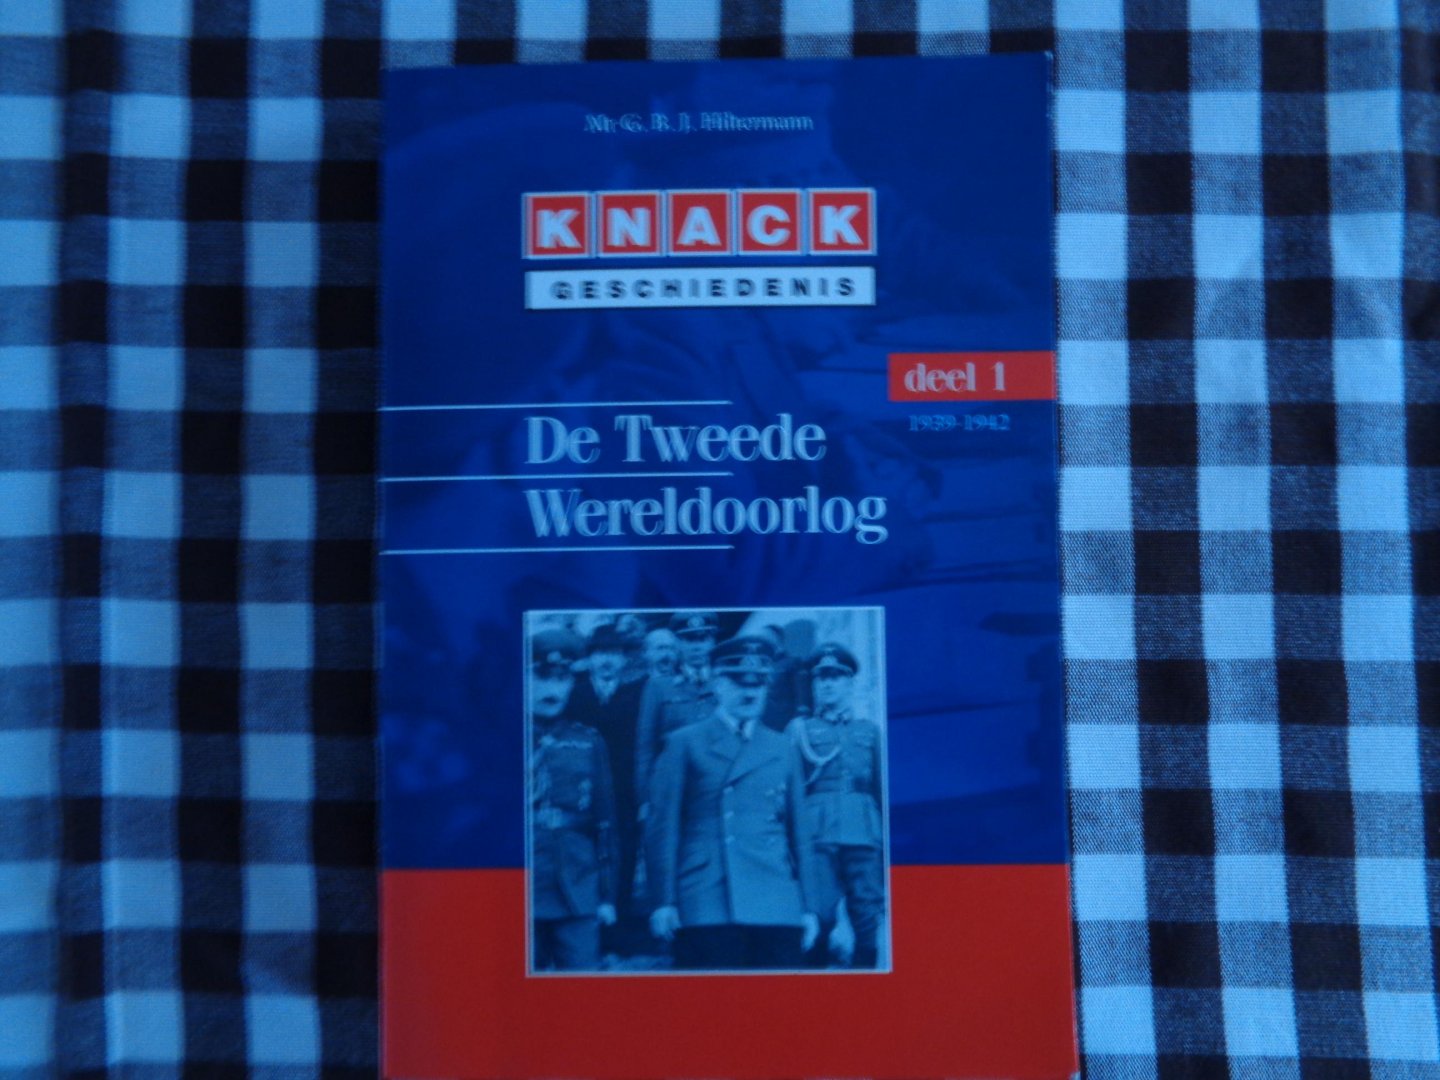 Mr. G. B. J. Hiltermann
KNACK
GESCHIEDENIS
deel 1
1939-1942
De Tweede
Wereldoorlog